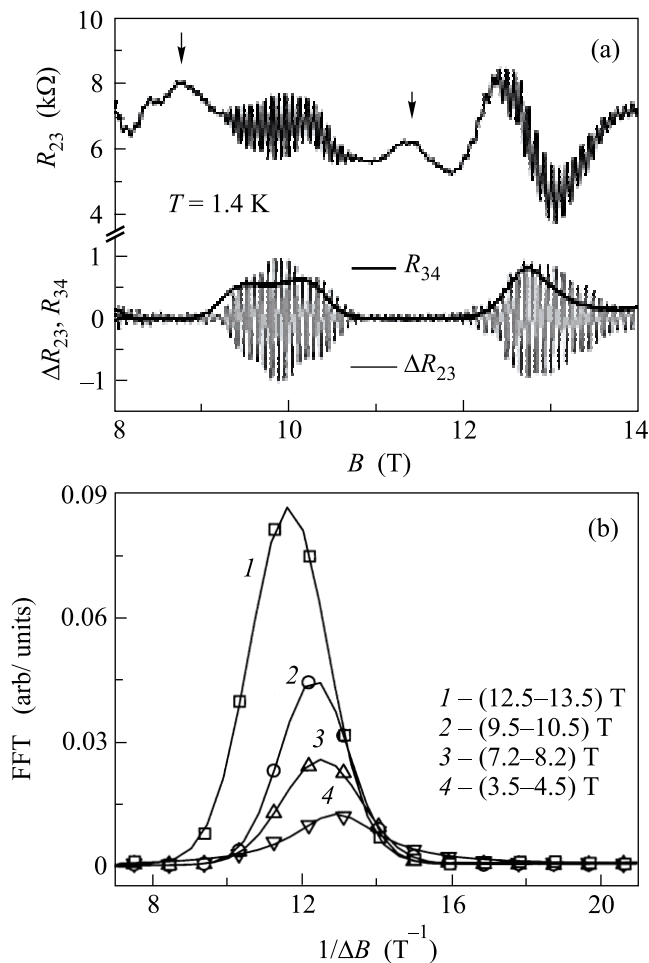 10
(a)
8
R23 (kΩ)
6
T = 1.4 K
4
1
R34
ΔR23, R34
0
ΔR23
−1
8
10
12
14
B (T)
0.09
(b)
1
0.06
FFT (arb/ units)
2
1 – (12.5–13.5) T
2 – (9.5–10.5) T
0.03
3
3 – (7.2–8.2) T
4
4 – (3.5–4.5) T
0
8
12
16
20
1/ΔB (T−1)